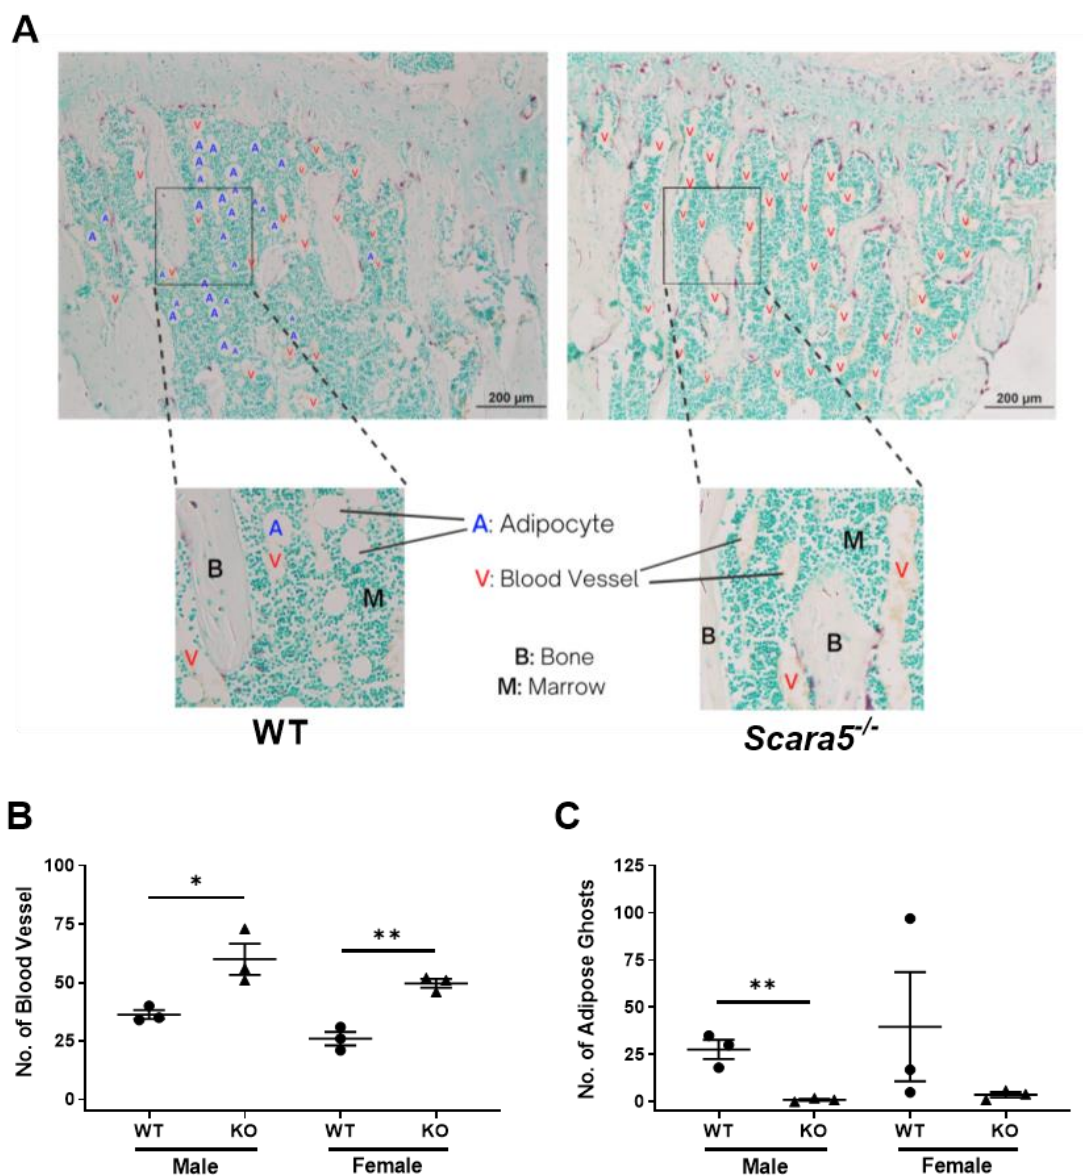 A
200 µm
200 µm
A
V
B
M
V
A: Adipocyte
V: Blood Vessel
B: Bone
M: Marrow
M
V
B
B
V
WT
Scara5-/-
B
No. of Blood Vessel
100
75
50
25
0
*
**
WT
KO
WT
KO
Male
Female
C
No. of Adipose Ghosts
125
100
75
50
25
0
**
WT
KO
WT
KO
Male
Female